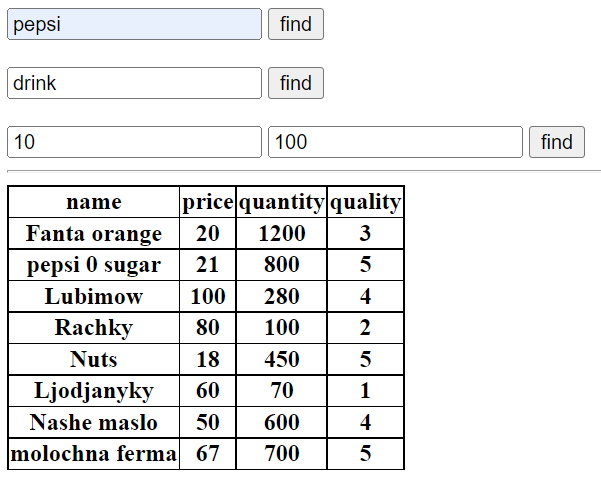 pepsi find
drink find
10 100 find
name price quantity quality
Fanta orange 20 1200 3
pepsi 0 sugar 21 800 5
Lubimow 100 280 4
Rachky 80 100 2
Nuts 18 450 5
Ljodjanyky 60 70 1
Nashe maslo 50 600 4
molochna ferma 67 700 5